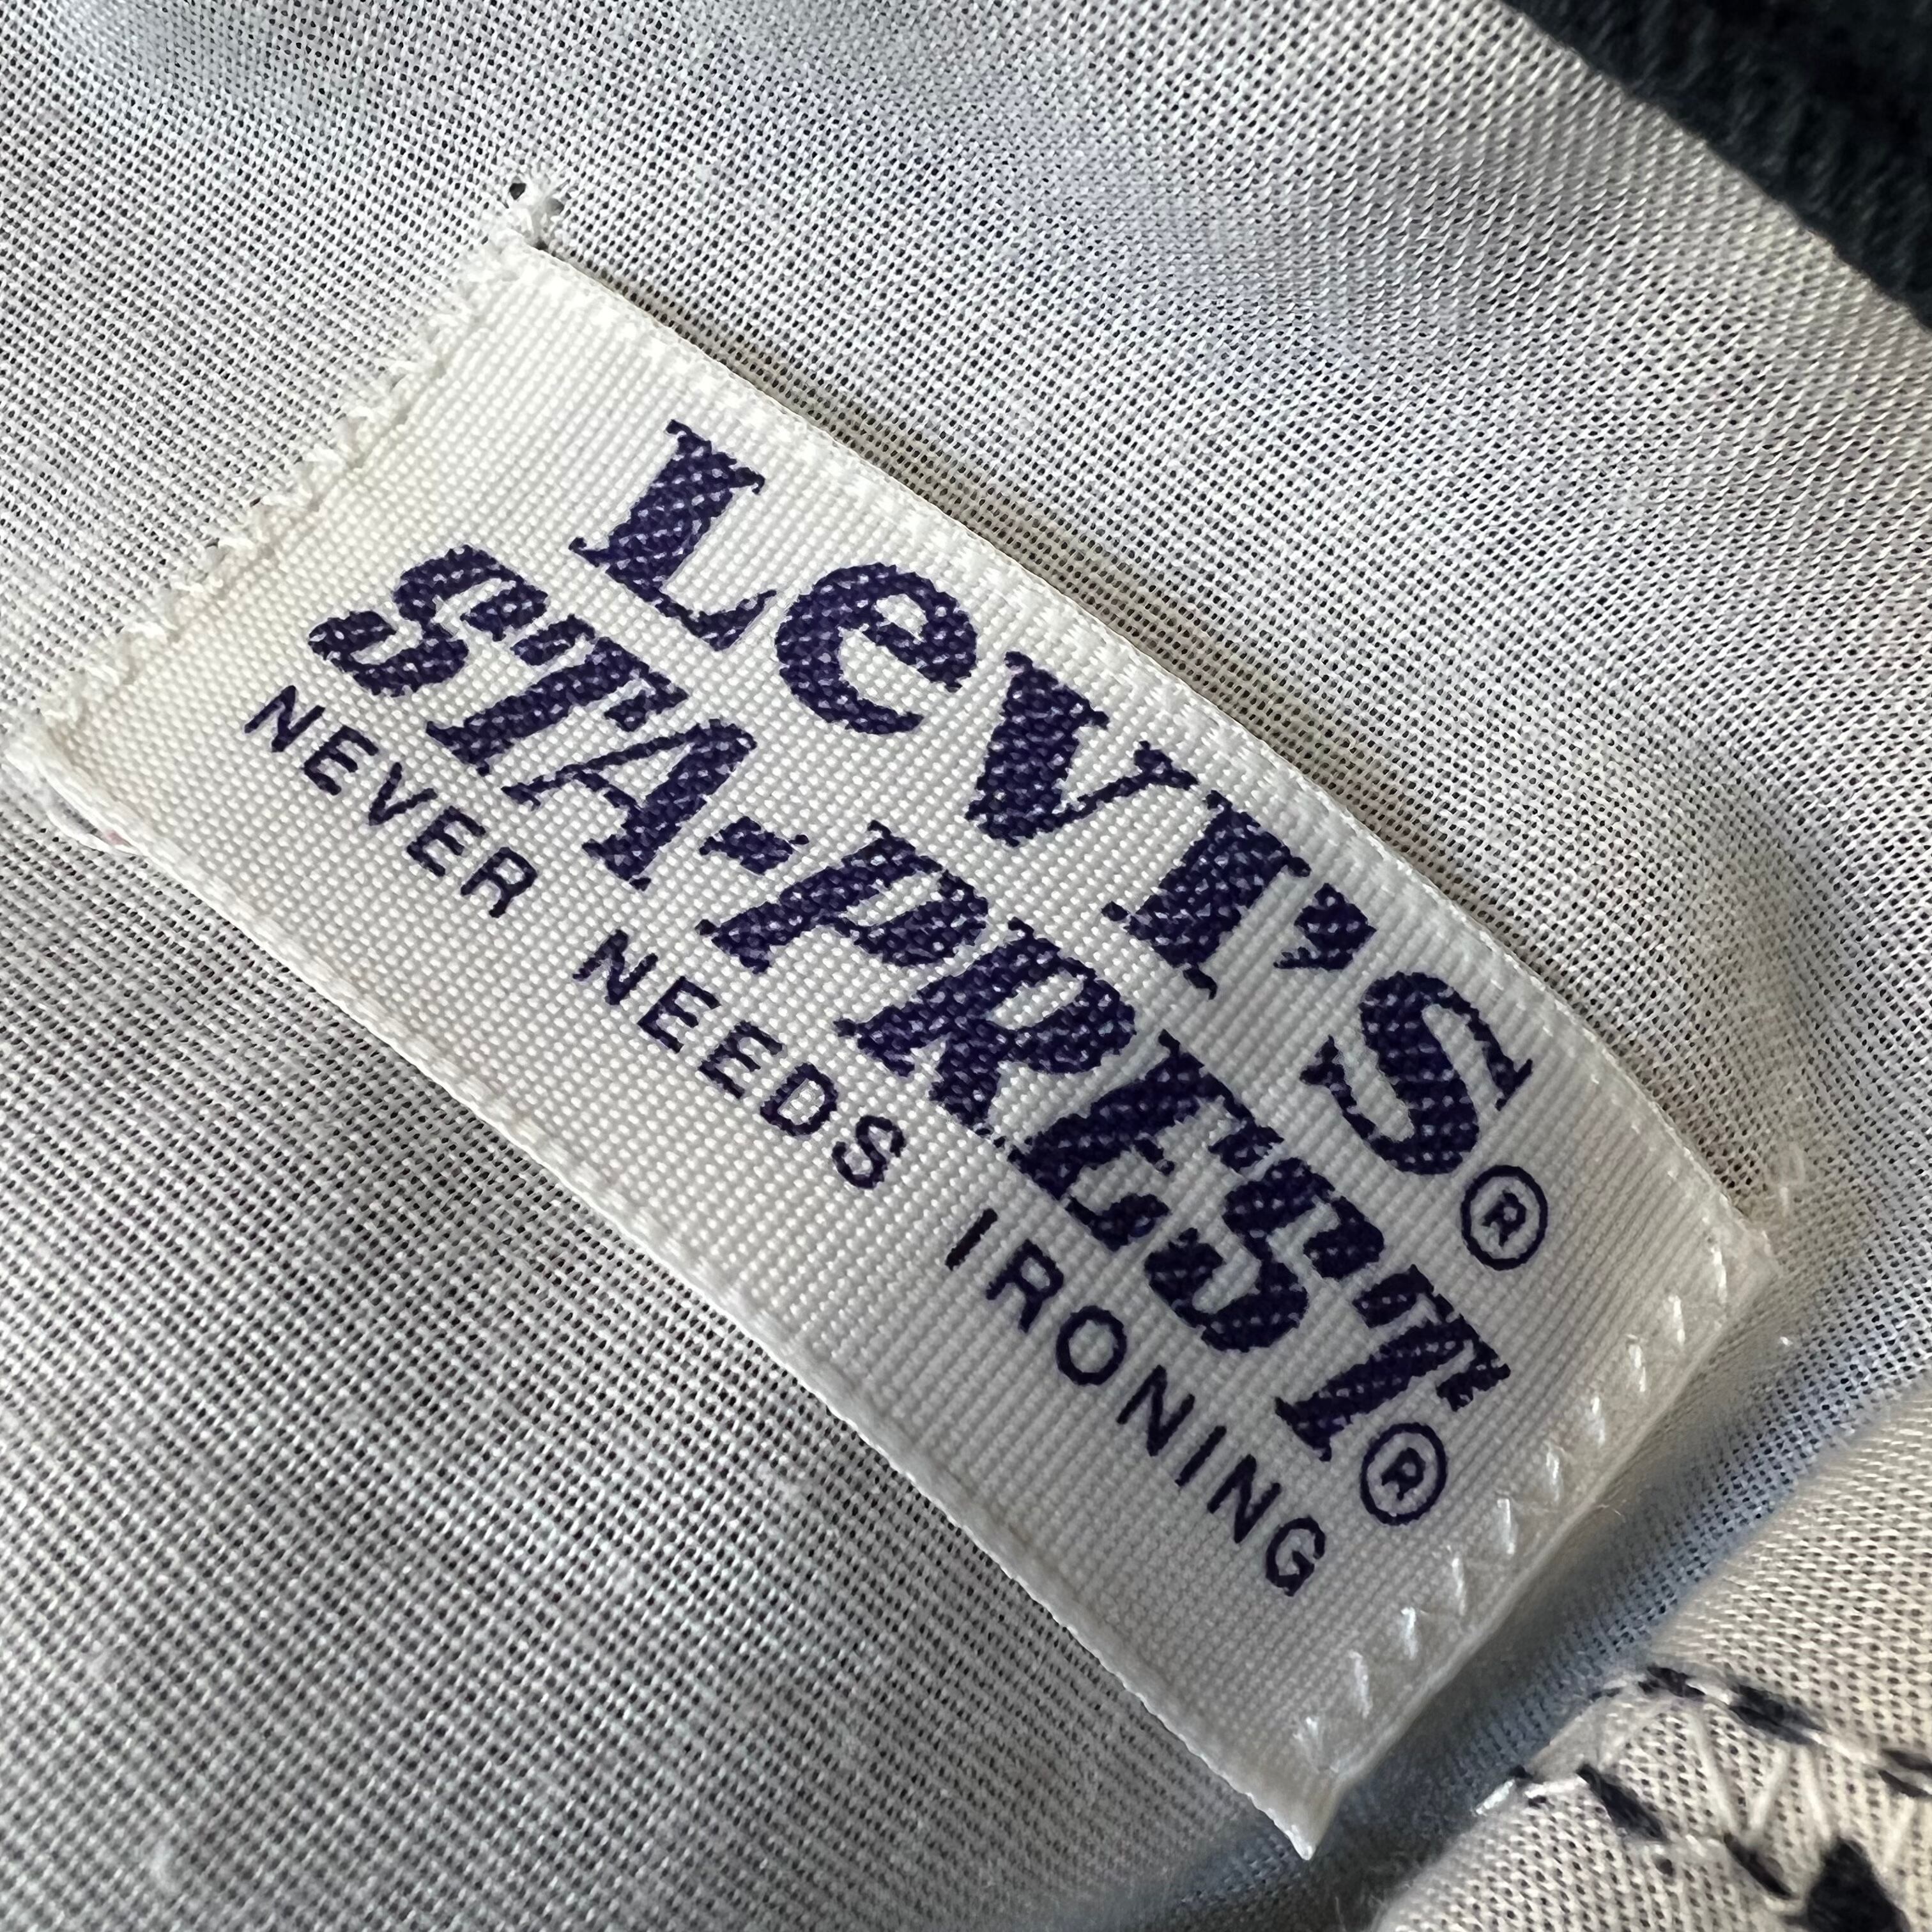 Levi's®
STA-PREST®
NEVER NEEDS IRONING